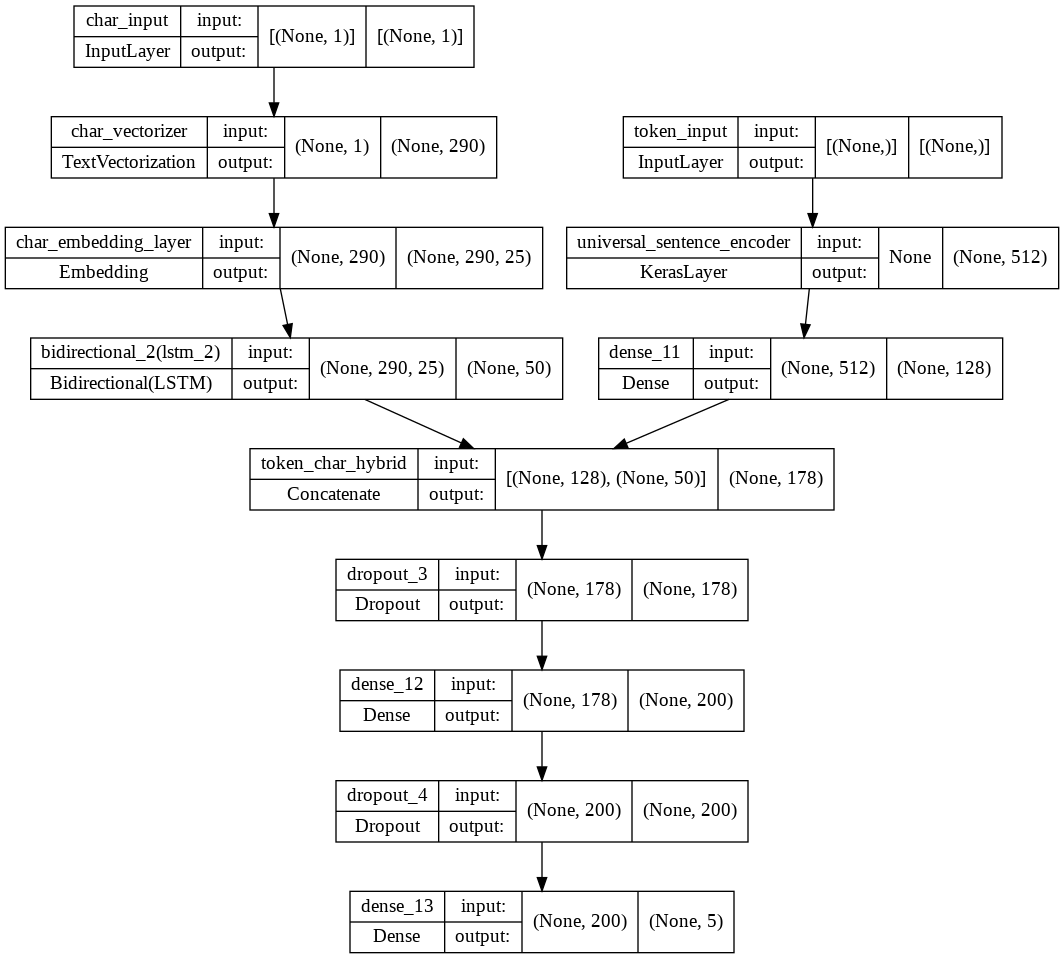 char_input input: [(None, 1)] [(None, 1)]
InputLayer output:
char_vectorizer input: (None, 1) (None, 290)
TextVectorization output:
token_input input: [(None,)] [(None,)]
InputLayer output:
char_embedding_layer input: (None, 290) (None, 290, 25)
Embedding output:
universal_sentence_encoder input: None (None, 512)
KerasLayer output:
bidirectional_2(lstm_2) input: (None, 290, 25) (None, 50)
Bidirectional(LSTM) output:
dense_11 input: (None, 512) (None, 128)
Dense output:
token_char_hybrid input: [(None, 128), (None, 50)] (None, 178)
Concatenate output:
dropout_3 input: (None, 178) (None, 178)
Dropout output:
dense_12 input: (None, 178) (None, 200)
Dense output:
dropout_4 input: (None, 200) (None, 200)
Dropout output:
dense_13 input: (None, 200) (None, 5)
Dense output: